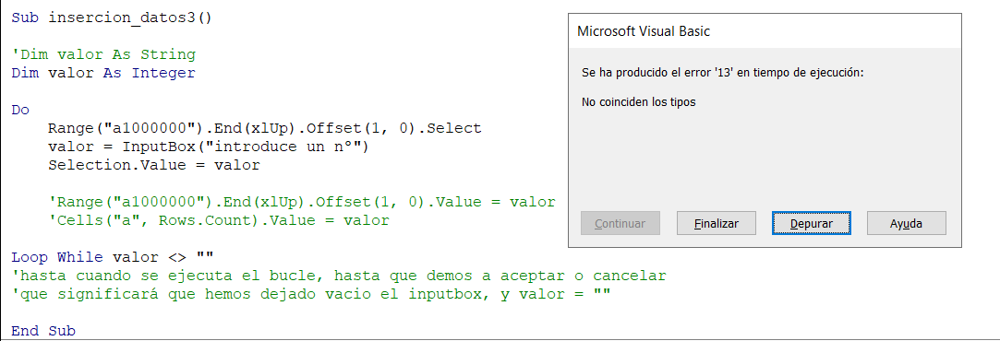 Sub insercion_datos3()
'Dim valor As String
Dim valor As Integer
Do
Range("a1000000").End(xlUp).Offset(1, 0).Select
valor = InputBox("introduce un nº")
Selection.Value = valor
'Range("a1000000").End(xlUp).Offset(1, 0).Value = valor
'Cells("a", Rows.Count).Value = valor
Loop While valor <> ""
'hasta cuando se ejecuta el bucle, hasta que demos a aceptar o cancelar
'que significará que hemos dejado vacio el inputbox, y valor = ""
End Sub
Microsoft Visual Basic
Se ha producido el error '13' en tiempo de ejecución:
No coinciden los tipos
Continuar
Finalizar
Depurar
Ayuda